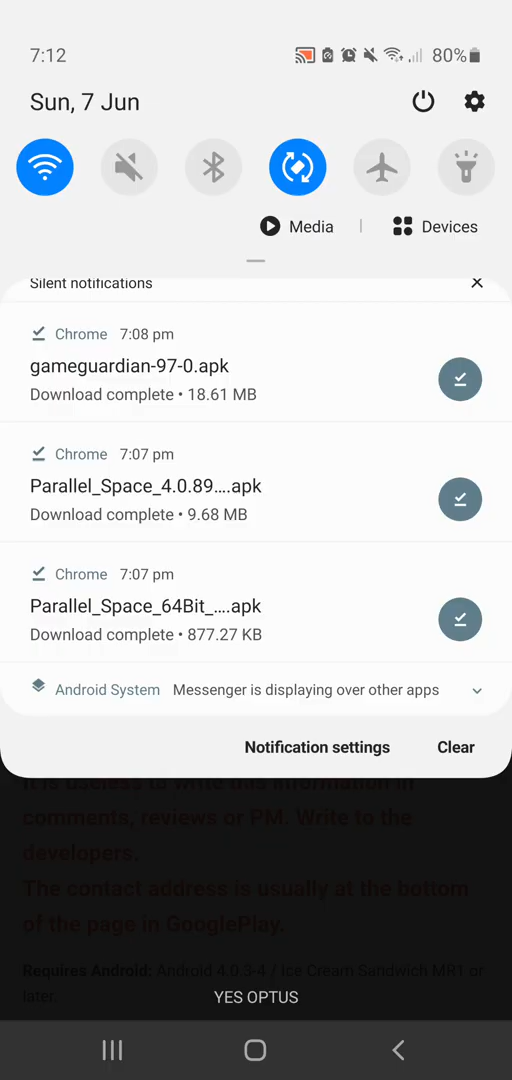 7:12 80%
Sun, 7 Jun
Media | Devices
Silent notifications
Chrome 7:08 pm
gameguardian-97-0.apk
Download complete • 18.61 MB
Chrome 7:07 pm
Parallel_Space_4.0.89....apk
Download complete • 9.68 MB
Chrome 7:07 pm
Parallel_Space_64Bit_....apk
Download complete • 877.27 KB
Android System Messenger is displaying over other apps
Notification settings Clear
It is useless to write this information in
comments, reviews or PM. Write to the
developers.
The contact address is usually at the bottom
of the page in GooglePlay.
Requires Android: Android 4.0.3-4 / Ice Cream Sandwich MR1 or
later.
YES OPTUS